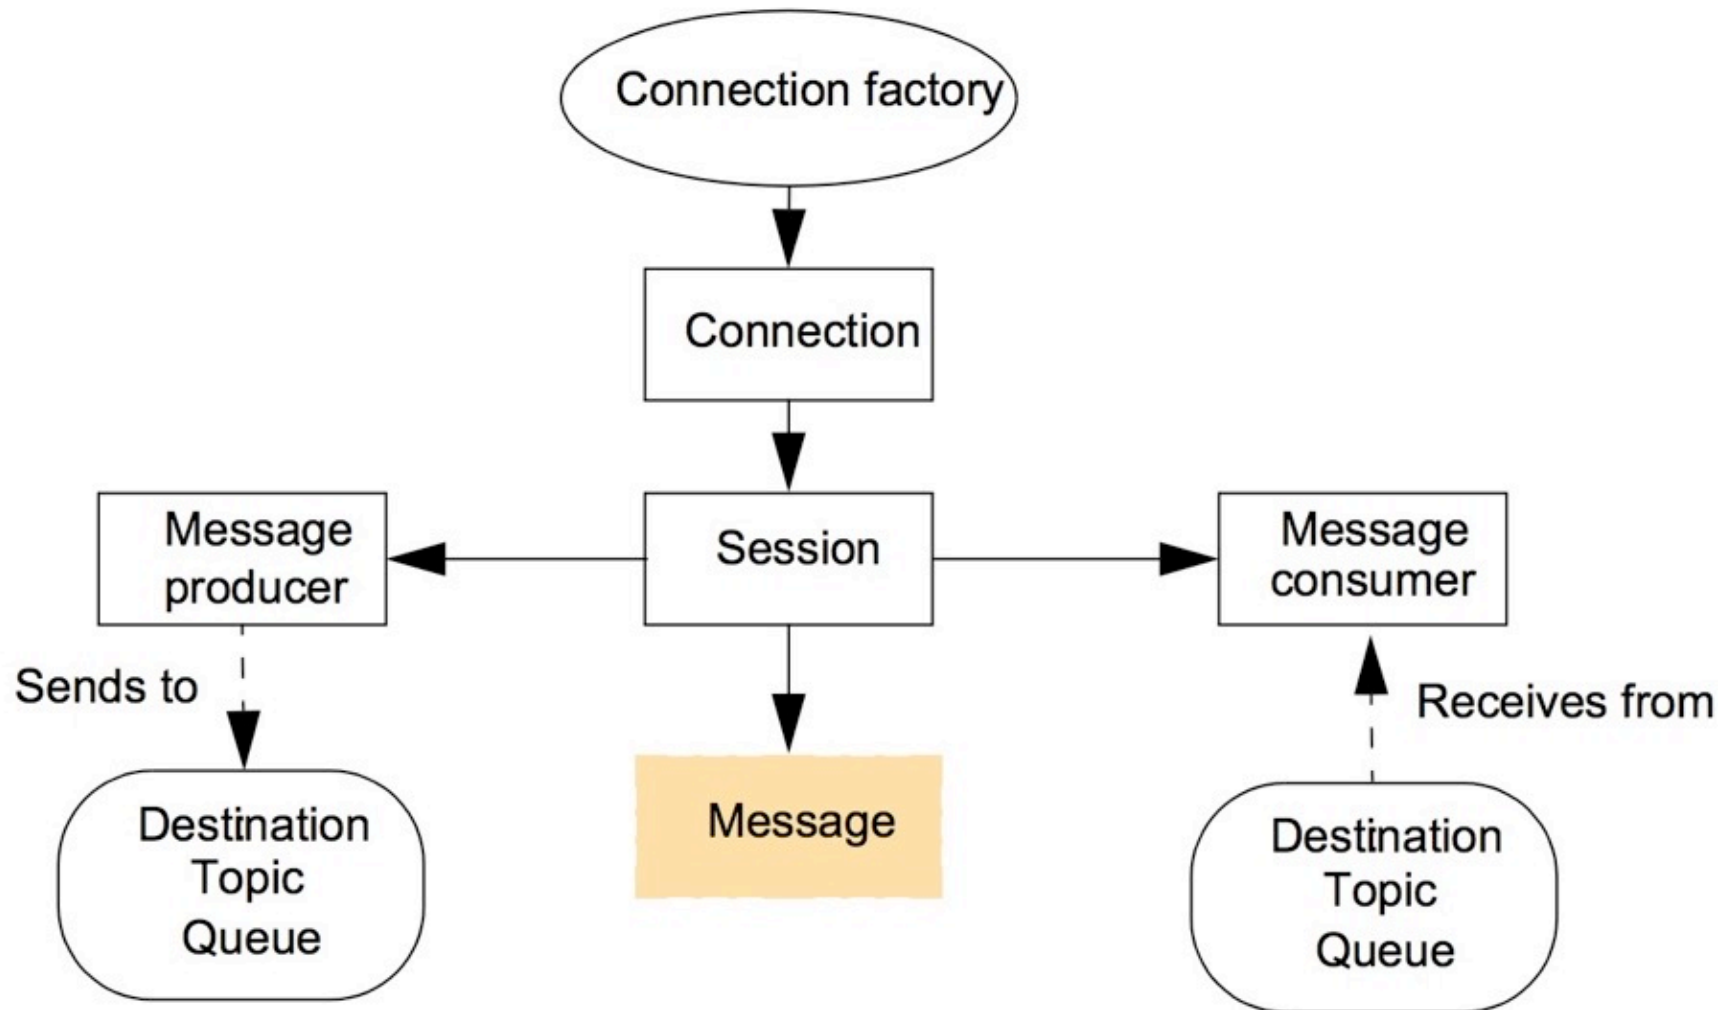 Connection factory
Connection
Message
producer
Session
Message
consumer
Sends to
Receives from
Destination
Topic
Queue
Message
Destination
Topic
Queue